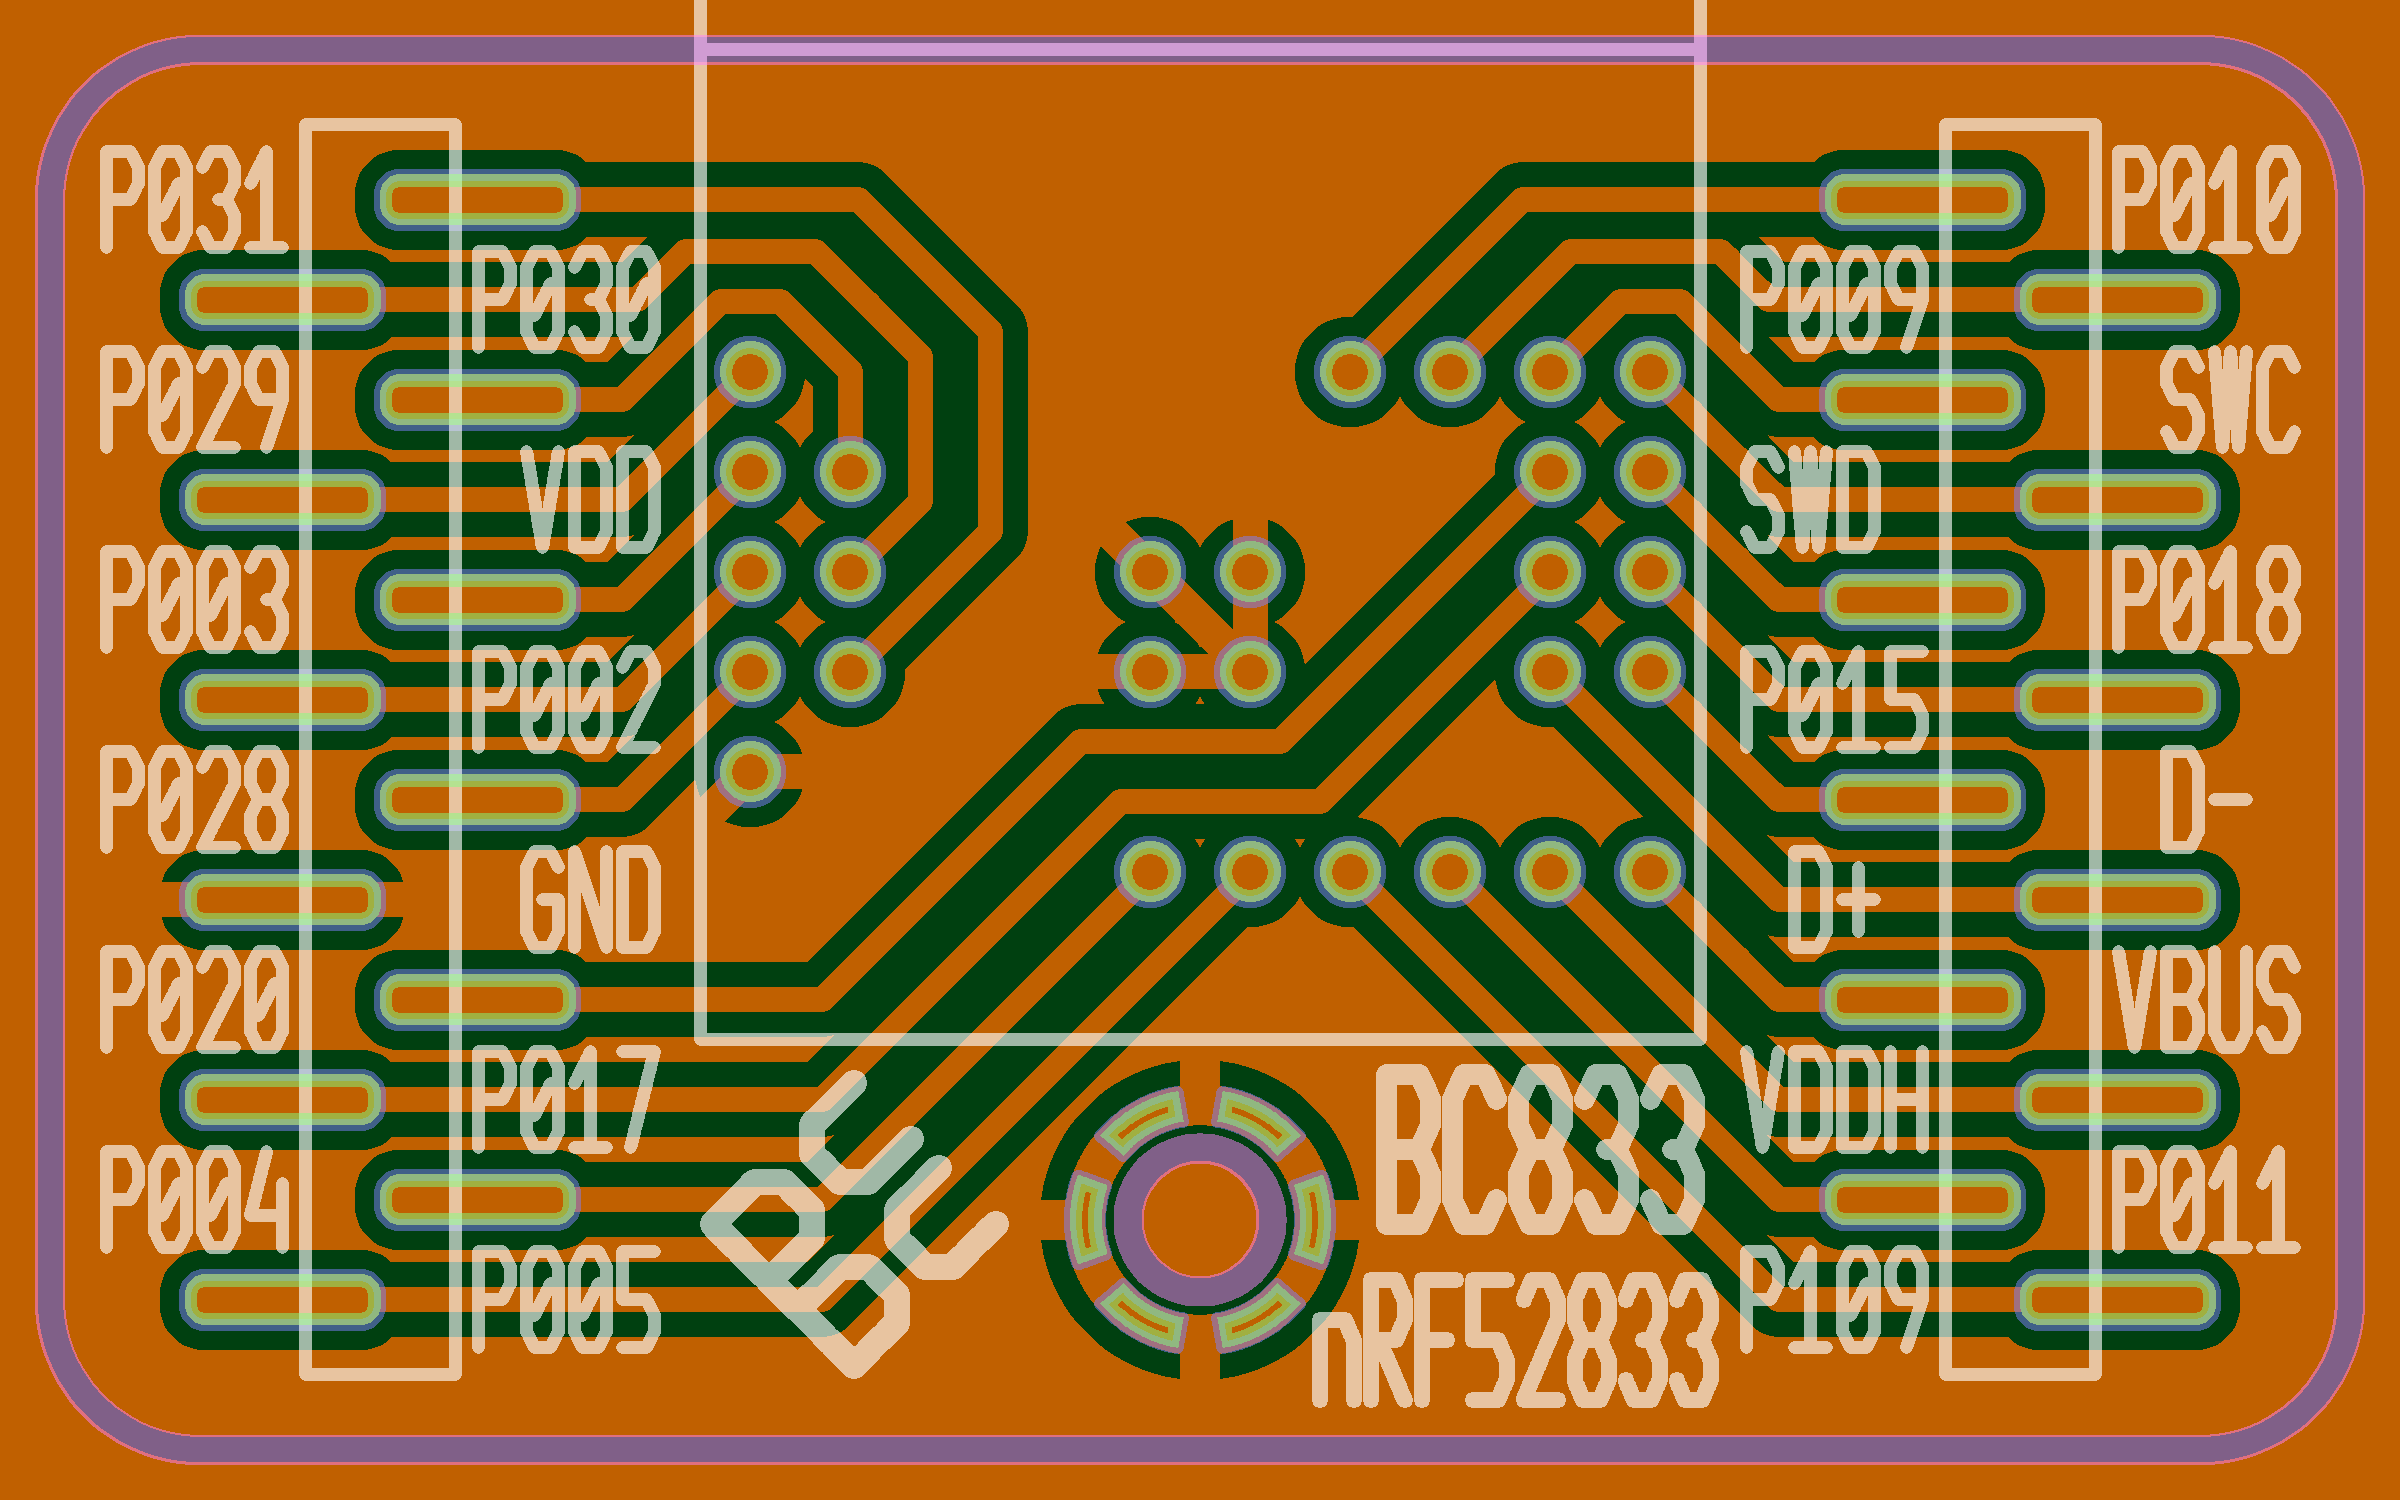 P031 P010
P030 P009
P029 SWC
VDD SWD
P003 P018
P002 P015
P028 D-
GND D+
P020 VBUS
P017 BC833 VDDH
P004 P011
P005 nRF52833 P109